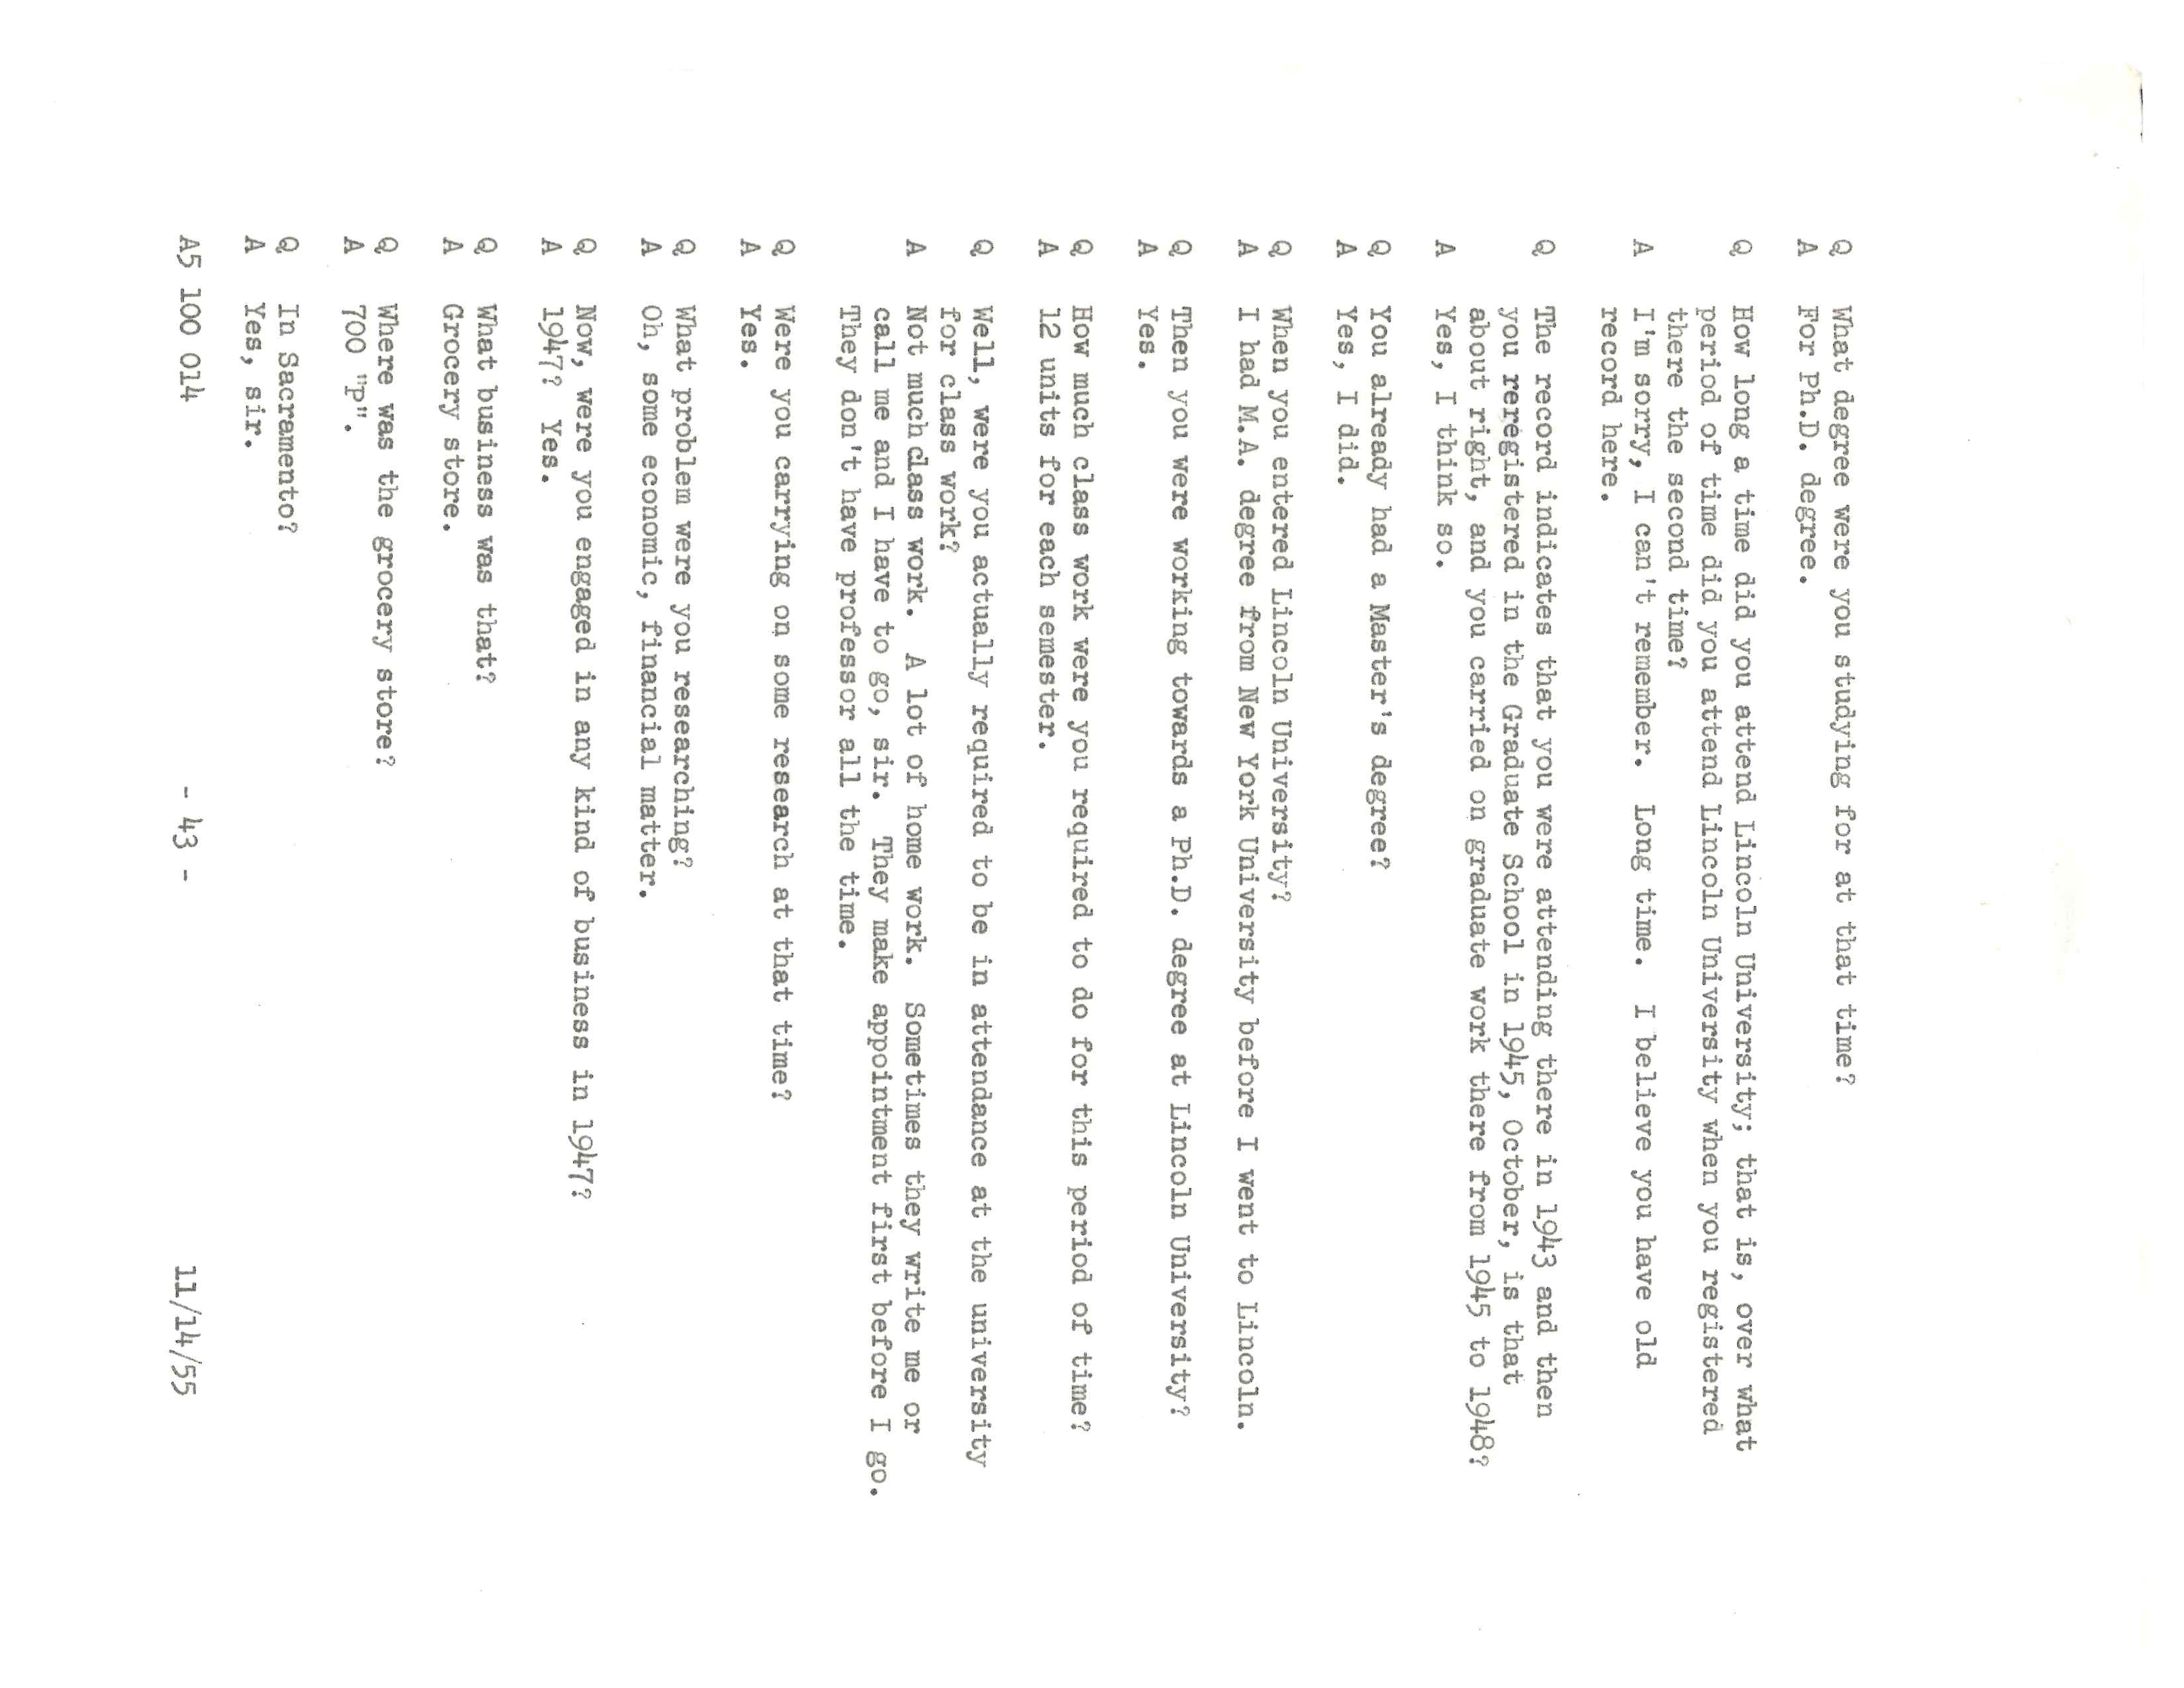 Q What degree were you studying for at that time?
A For Ph.D. degree.
Q How long a time did you attend Lincoln University; that is, over what
period of time did you attend Lincoln University when you registered
there the second time?
A I'm sorry, I can't remember. Long time. I believe you have old
record here.
Q The record indicates that you were attending there in 1943 and then
you reregistered in the Graduate School in 1945, October, is that
about right, and you carried on graduate work there from 1945 to 1948?
A Yes, I think so.
Q You already had a Master's degree?
A Yes, I did.
Q When you entered Lincoln University?
A I had M.A. degree from New York University before I went to Lincoln.
Q Then you were working towards a Ph.D. degree at Lincoln University?
A Yes.
Q How much class work were you required to do for this period of time?
A 12 units for each semester.
Q Well, were you actually required to be in attendance at the university
for class work?
A Not much class work. A lot of home work. Sometimes they write me or
call me and I have to go, sir. They make appointment first before I go.
They don't have professor all the time.
Q Were you carrying on some research at that time?
A Yes.
Q What problem were you researching?
A Oh, some economic, financial matter.
Q Now, were you engaged in any kind of business in 1947?
A 1947? Yes.
Q What business was that?
A Grocery store.
Q Where was the grocery store?
A 700 "P".
Q In Sacramento?
A Yes, sir.
A5 100 014 - 43 - 11/14/55